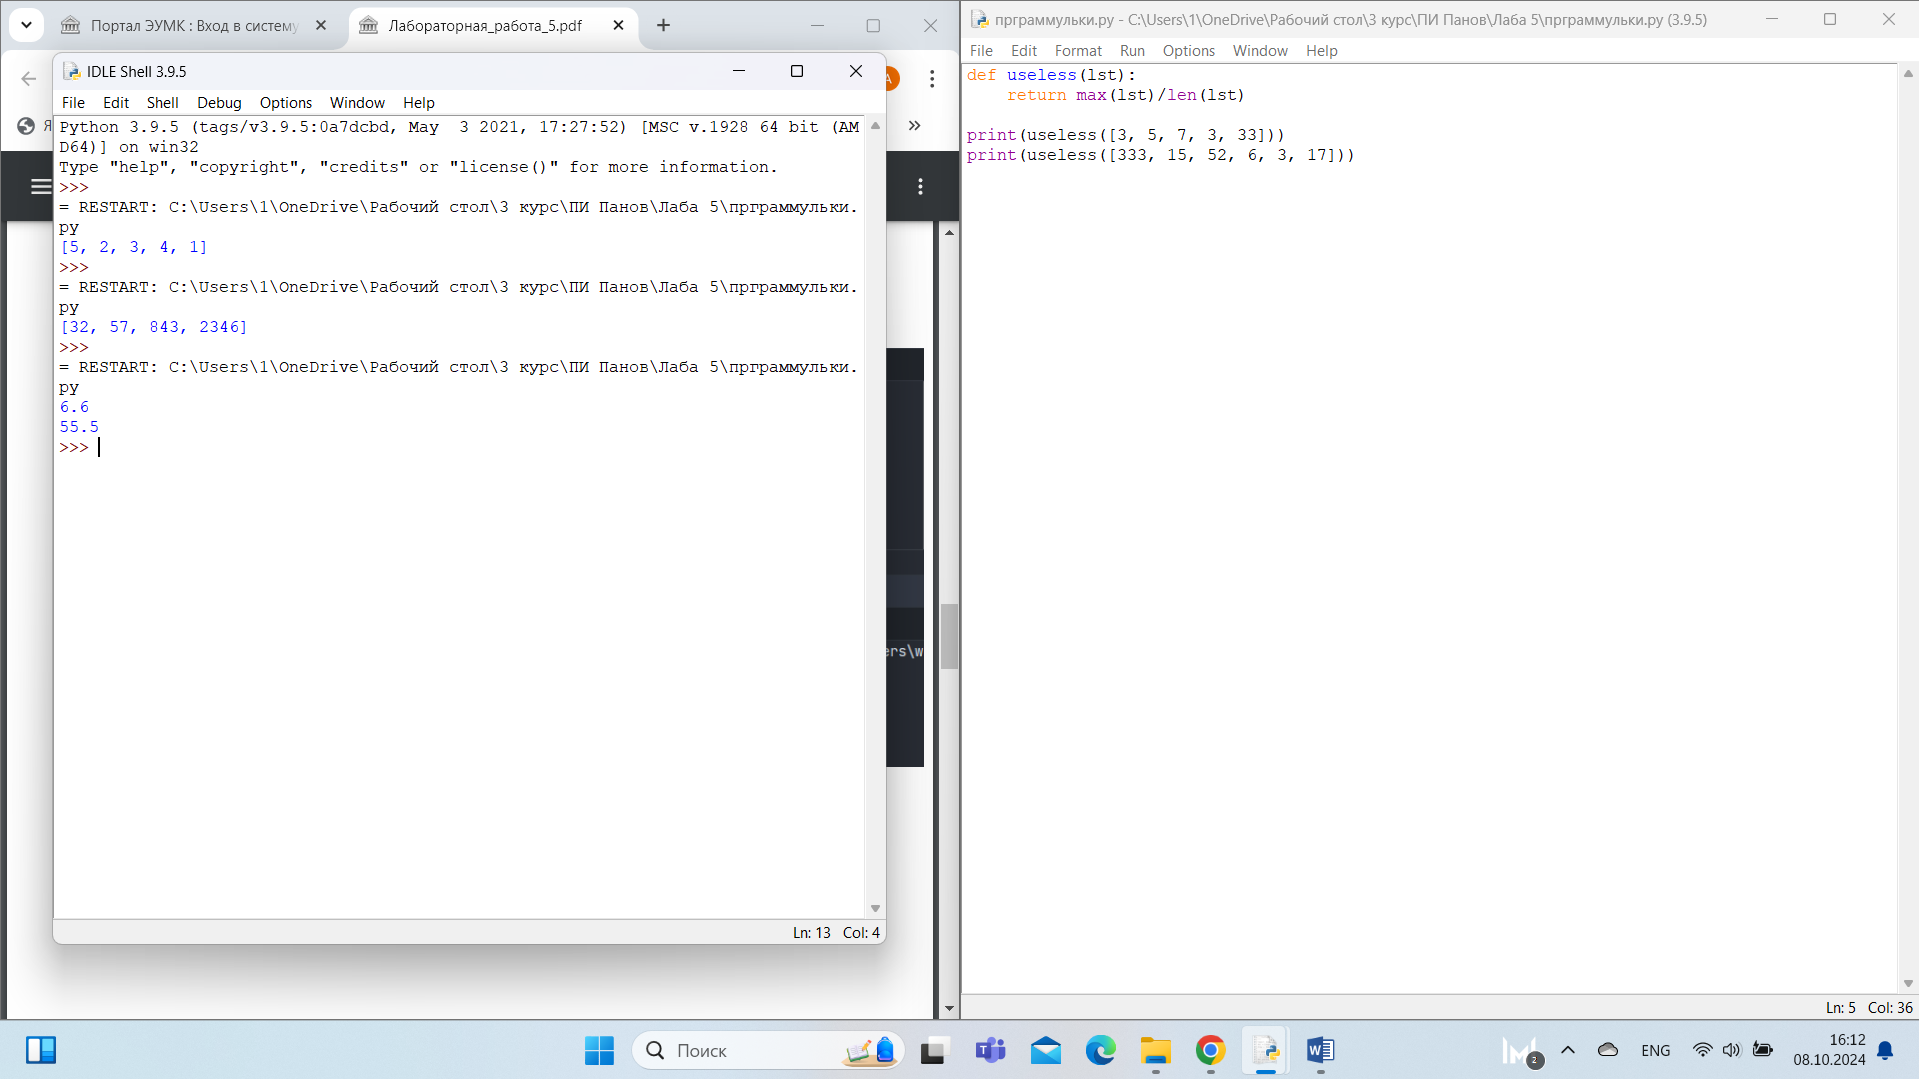 Портал ЭУМК : Вход в систему
Лабораторная_работа_5.pdf
IDLE Shell 3.9.5
File Edit Shell Debug Options Window Help
Python 3.9.5 (tags/v3.9.5:0a7dcbd, May  3 2021, 17:27:52) [MSC v.1928 64 bit (AM
D64)] on win32
Type "help", "copyright", "credits" or "license()" for more information.
>>>
= RESTART: C:\Users\1\OneDrive\Рабочий стол\3 курс\ПИ Панов\Лаба 5\прграммульки.
py
[5, 2, 3, 4, 1]
>>>
= RESTART: C:\Users\1\OneDrive\Рабочий стол\3 курс\ПИ Панов\Лаба 5\прграммульки.
py
[32, 57, 843, 2346]
>>>
= RESTART: C:\Users\1\OneDrive\Рабочий стол\3 курс\ПИ Панов\Лаба 5\прграммульки.
py
6.6
55.5
>>>
Ln: 13 Col: 4
ers\w
прграммульки.py - C:\Users\1\OneDrive\Рабочий стол\3 курс\ПИ Панов\Лаба 5\прграммульки.py (3.9.5)
File Edit Format Run Options Window Help
def useless(lst):
    return max(lst)/len(lst)
print(useless([3, 5, 7, 3, 33]))
print(useless([333, 15, 52, 6, 3, 17]))
Ln: 5 Col: 36
Поиск
2
ENG
16:12
08.10.2024